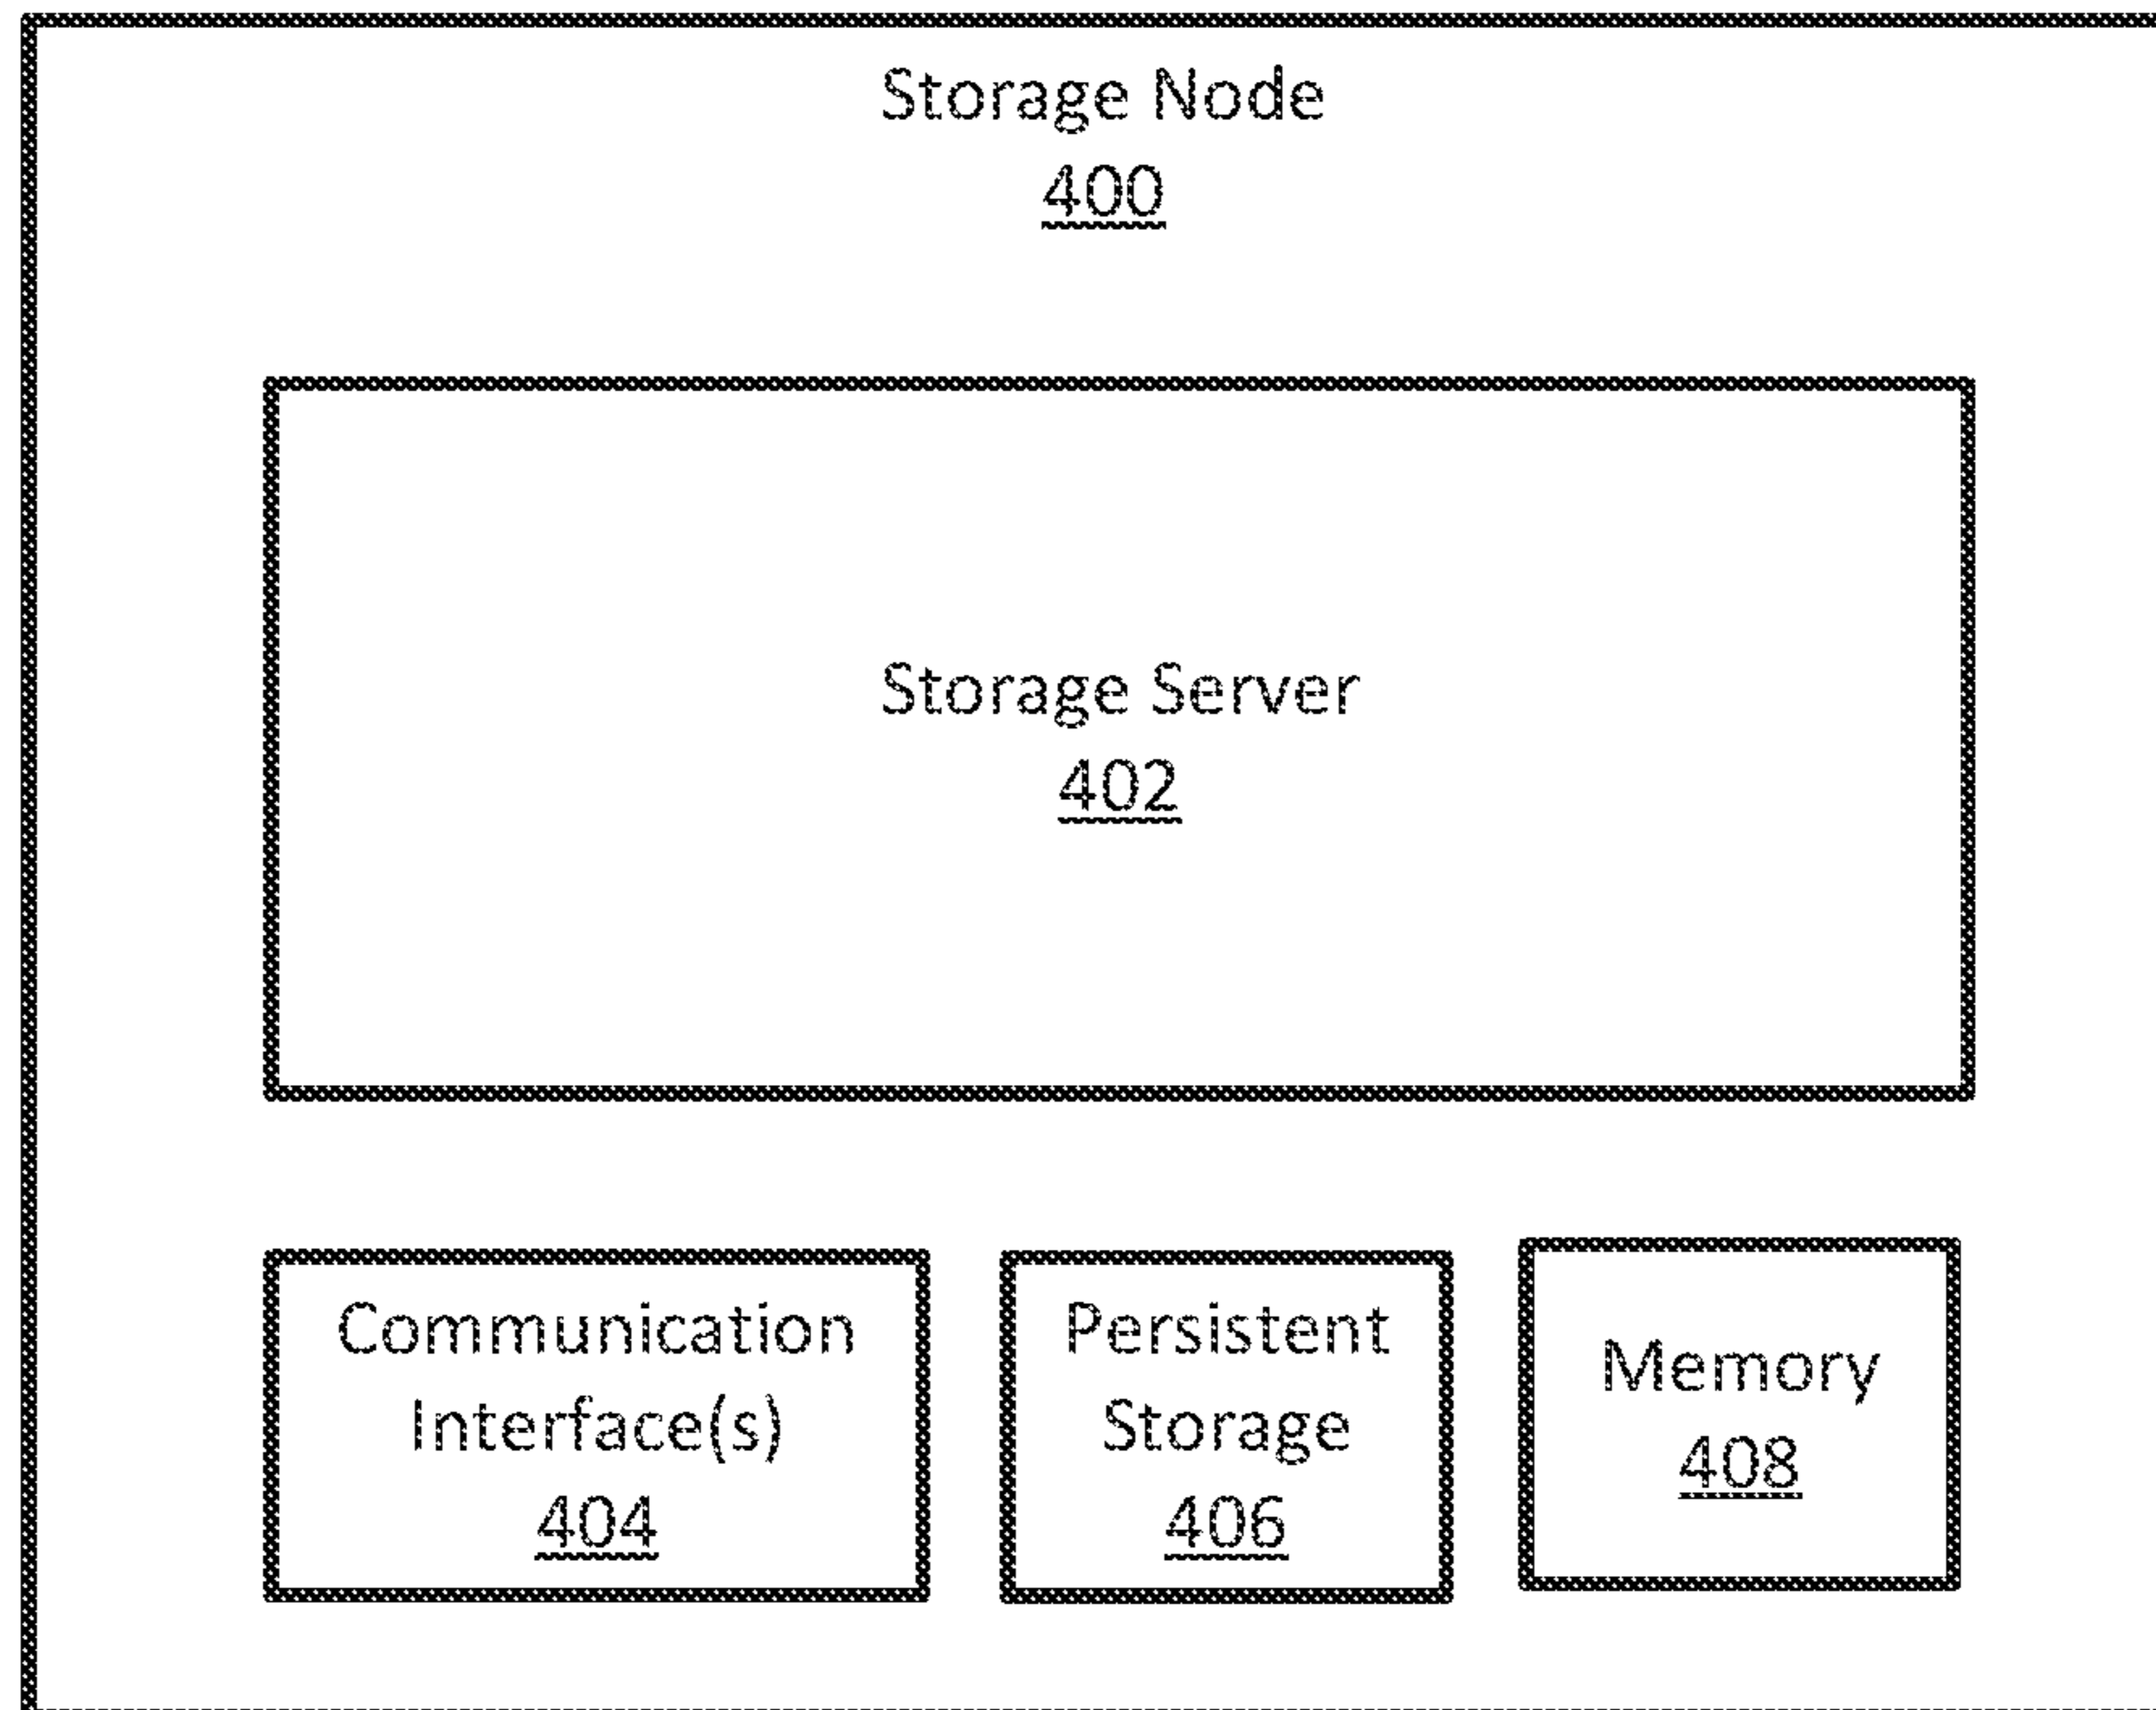 Storage Node
400
Storage Server
402
Communication
Interface(s)
404
Persistent
Storage
406
Memory
408